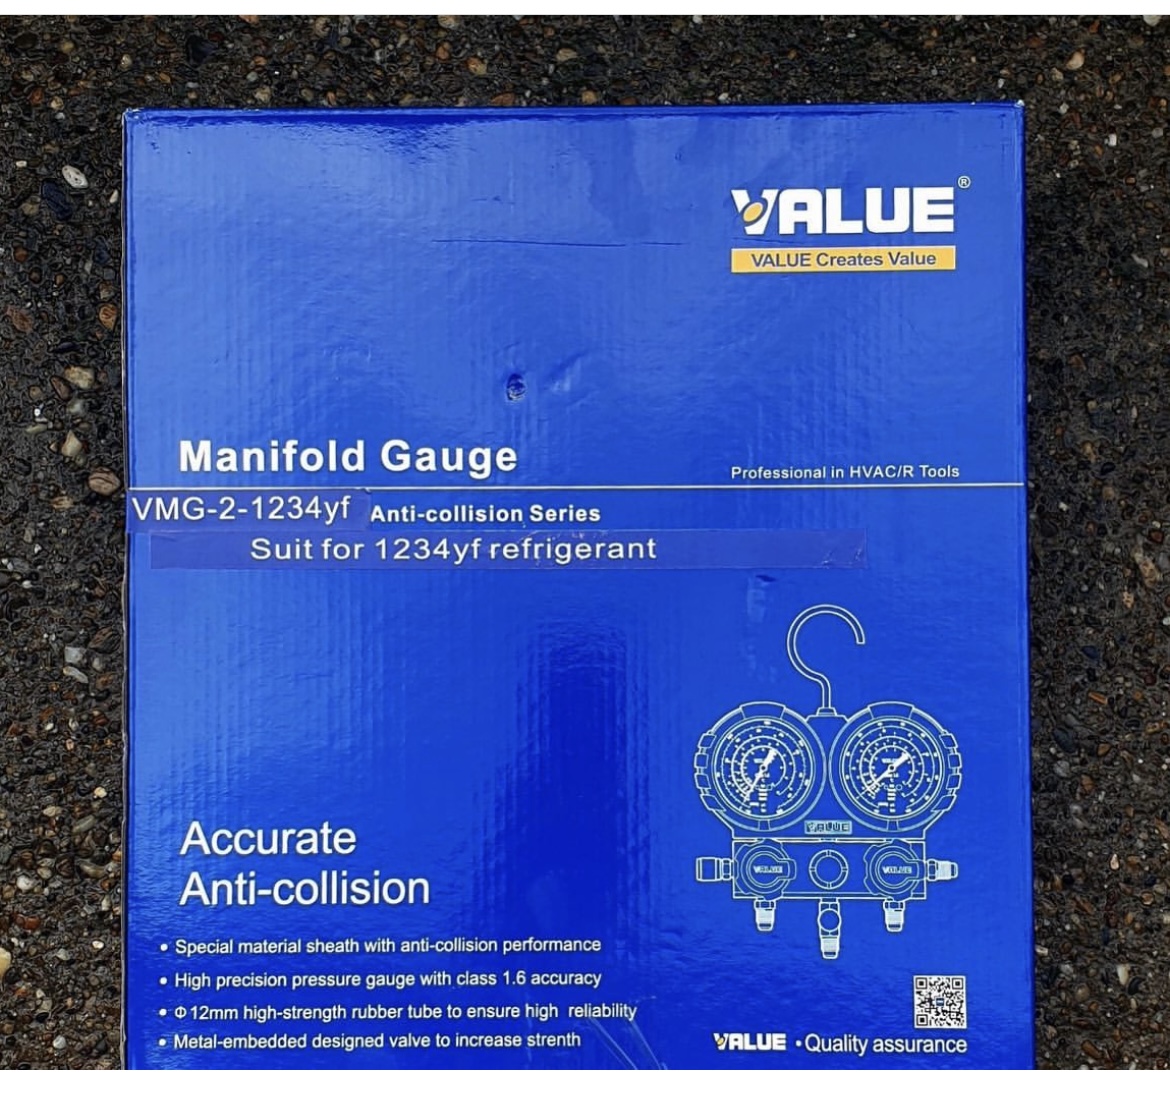 VALUE®
VALUE Creates Value
Manifold Gauge
Professional in HVAC/R Tools
VMG-2-1234yf Anti-collision Series
Suit for 1234yf refrigerant
VALUE
VALUE VALUE
Accurate
Anti-collision
• Special material sheath with anti-collision performance
• High precision pressure gauge with class 1.6 accuracy
• Φ12mm high-strength rubber tube to ensure high reliability
• Metal-embedded designed valve to increase strenth
VALUE • Quality assurance